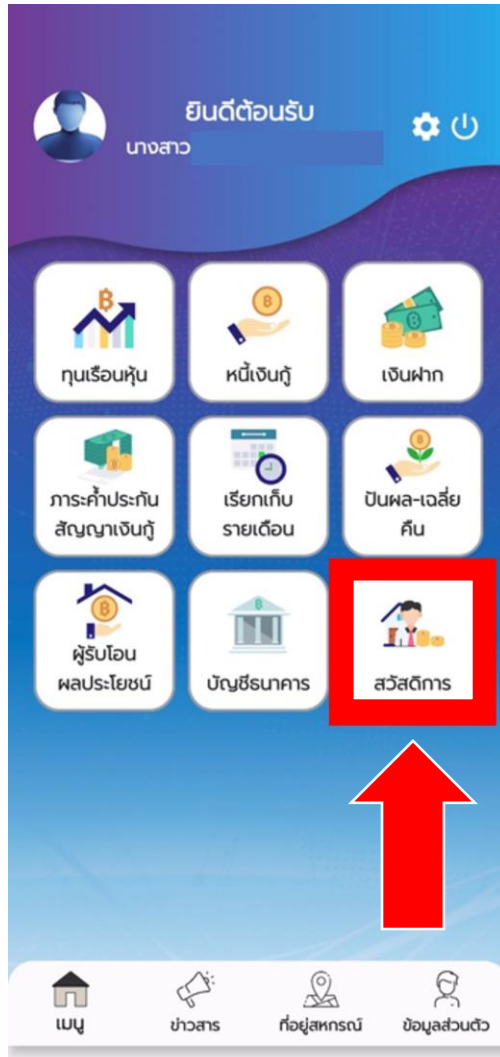 ยินดีต้อนรับ
นางสาว
ทุนเรือนหุ้น
หนี้เงินกู้
เงินฝาก
ภาระค้ำประกัน
สัญญาเงินกู้
เรียกเก็บ
รายเดือน
ปันผล-เฉลี่ย
คืน
ผู้รับโอน
ผลประโยชน์
บัญชีธนาคาร
สวัสดิการ
เมนู
ข่าวสาร
ที่อยู่สหกรณ์
ข้อมูลส่วนตัว